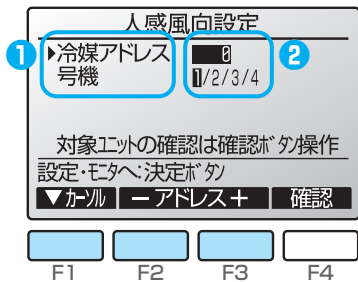 人感風向設定
1 ▶冷媒アドレス 0 2
号機 1/2/3/4
対象ユニットの確認は確認ボタン操作
設定・モニタへ:決定ボタン
▼カーソル － アドレス＋ 確認
F1 F2 F3 F4